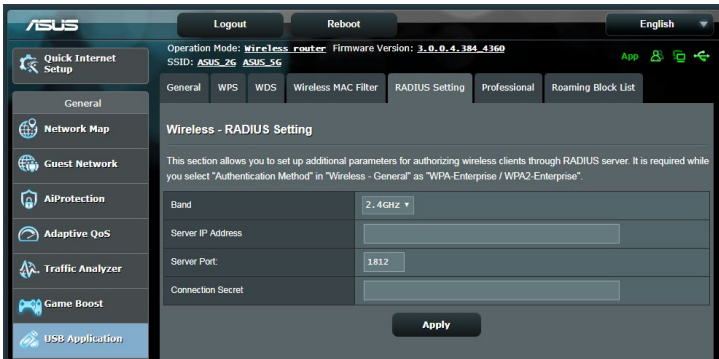 ASUS
Logout
Reboot
English
Operation Mode: Wireless router Firmware Version: 3.0.0.4.384_4360
SSID: ASUS_2G ASUS_5G
App
Quick Internet
Setup
General
Network Map
Guest Network
AiProtection
Adaptive QoS
Traffic Analyzer
Game Boost
USB Application
General WPS WDS Wireless MAC Filter RADIUS Setting Professional Roaming Block List
Wireless - RADIUS Setting
This section allows you to set up additional parameters for authorizing wireless clients through RADIUS server. It is required while
you select "Authentication Method" in "Wireless - General" as "WPA-Enterprise / WPA2-Enterprise".
Band 2.4GHz
Server IP Address
Server Port: 1812
Connection Secret
Apply